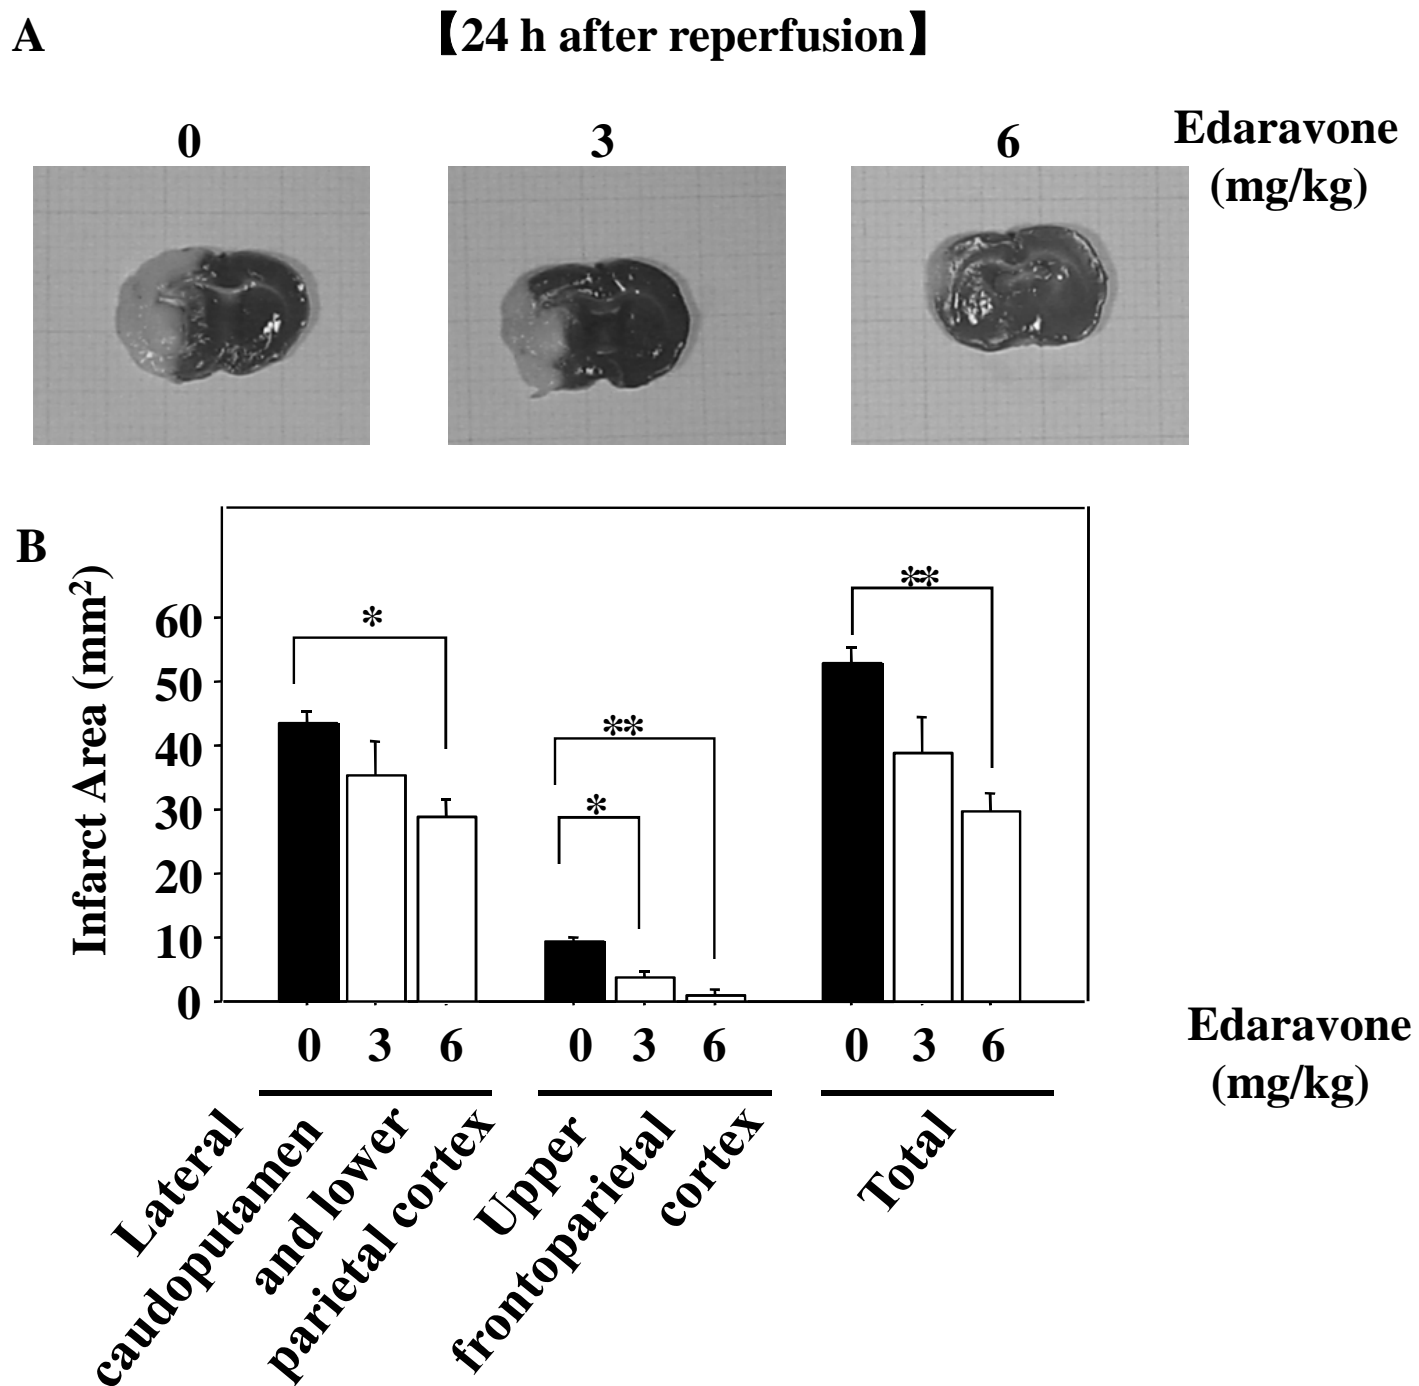 A
【24 h after reperfusion】
0 3 6
Edaravone
(mg/kg)
B
Infarct Area (mm²)
60
50
40
30
20
10
0
*
**
*
**
0 3 6 0 3 6 0 3 6
Edaravone
(mg/kg)
Lateral
caudoputamen
and lower
parietal cortex
Upper
frontoparietal
cortex
Total